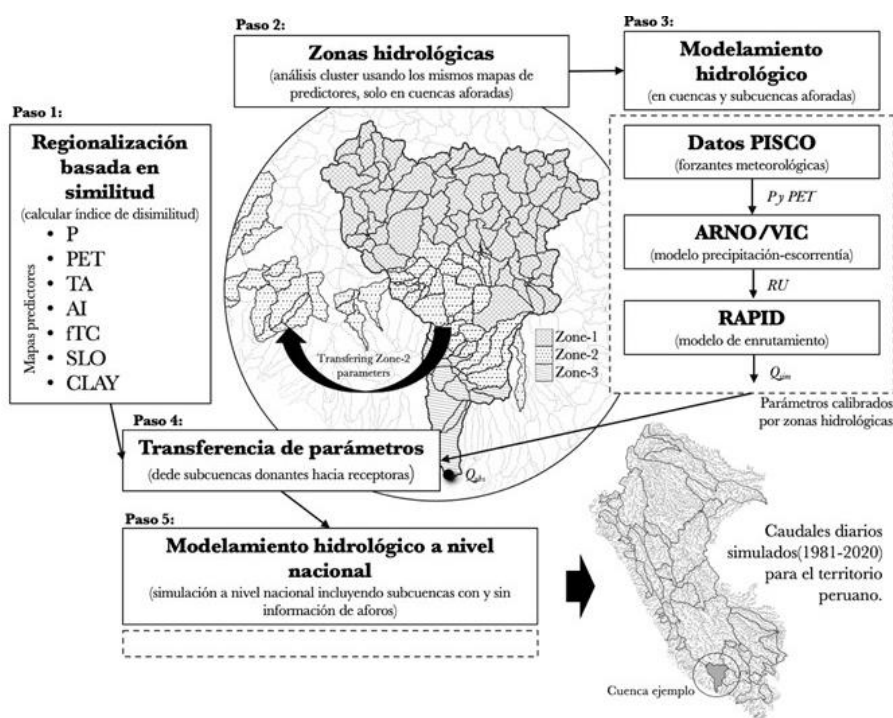 Paso 1:
Regionalización
basada en
similitud
(calcular índice de disimilitud)
Mapas predictores
• P
• PET
• TA
• AI
• fTC
• SLO
• CLAY
Paso 2:
Zonas hidrológicas
(análisis cluster usando los mismos mapas de
predictores, solo en cuencas aforadas)
Paso 3:
Modelamiento
hidrológico
(en cuencas y subcuencas aforadas)
Datos PISCO
(forzantes meteorológicas)
P y PET
ARNO/VIC
(modelo precipitación-escorrentía)
RU
RAPID
(modelo de enrutamiento)
Qsim
Parámetros calibrados
por zonas hidrológicas
Zone-1
Zone-2
Zone-3
Transfering Zone-2
parameters
Paso 4:
Transferencia de parámetros
(dede subcuencas donantes hacia receptoras)
Qobs
Paso 5:
Modelamiento hidrológico a nivel
nacional
(simulación a nivel nacional incluyendo subcuencas con y sin
información de aforos)
Caudales diarios
simulados(1981-2020)
para el territorio
peruano.
Cuenca ejemplo